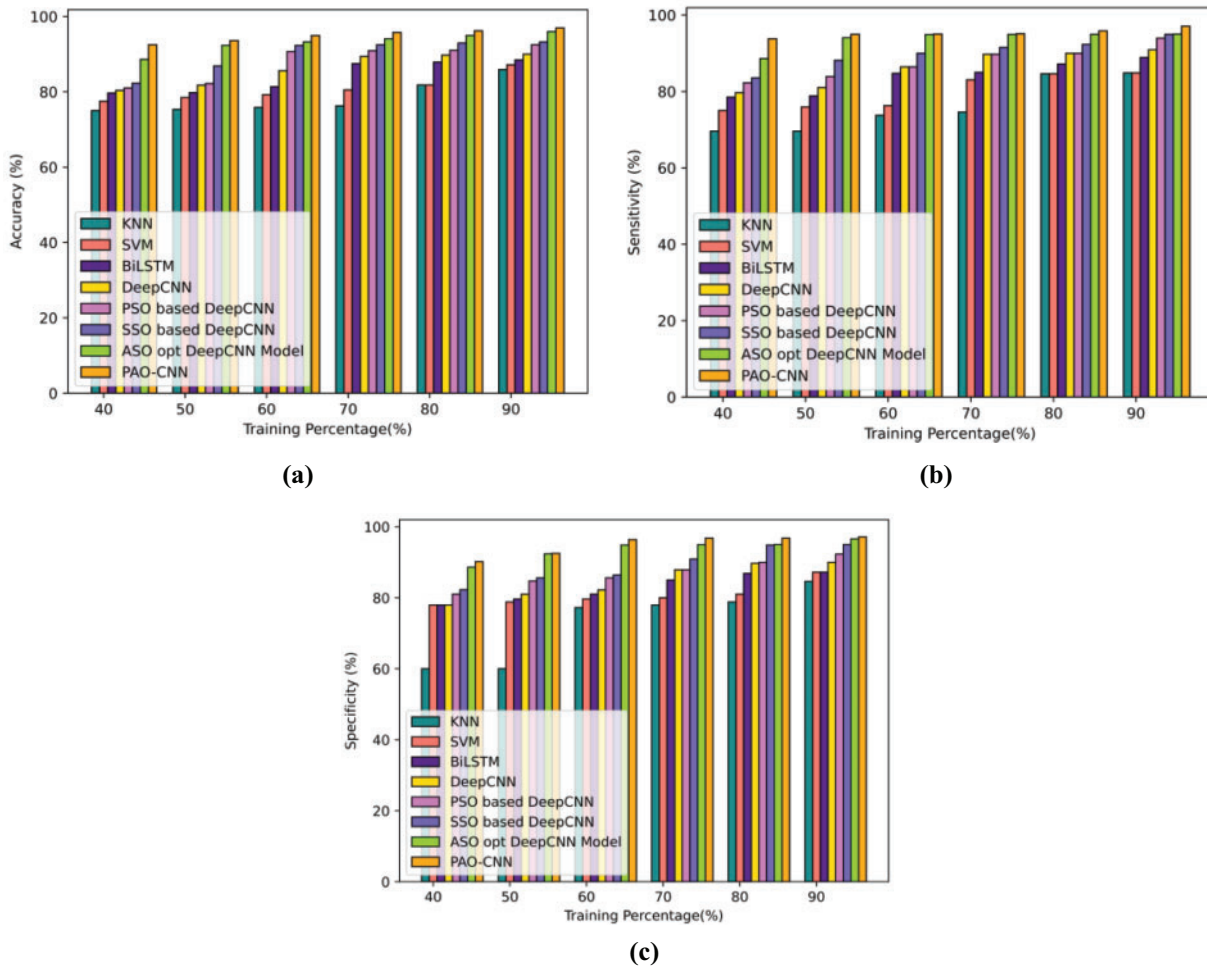 100
80
60
40
20
0
Accuracy (%)
KNN
SVM
BiLSTM
DeepCNN
PSO based DeepCNN
SSO based DeepCNN
ASO opt DeepCNN Model
PAO-CNN
40 50 60 70 80 90
Training Percentage(%)
(a)
100
80
60
40
20
0
Sensitivity (%)
KNN
SVM
BiLSTM
DeepCNN
PSO based DeepCNN
SSO based DeepCNN
ASO opt DeepCNN Model
PAO-CNN
40 50 60 70 80 90
Training Percentage(%)
(b)
100
80
60
40
20
0
Specificity (%)
KNN
SVM
BiLSTM
DeepCNN
PSO based DeepCNN
SSO based DeepCNN
ASO opt DeepCNN Model
PAO-CNN
40 50 60 70 80 90
Training Percentage(%)
(c)